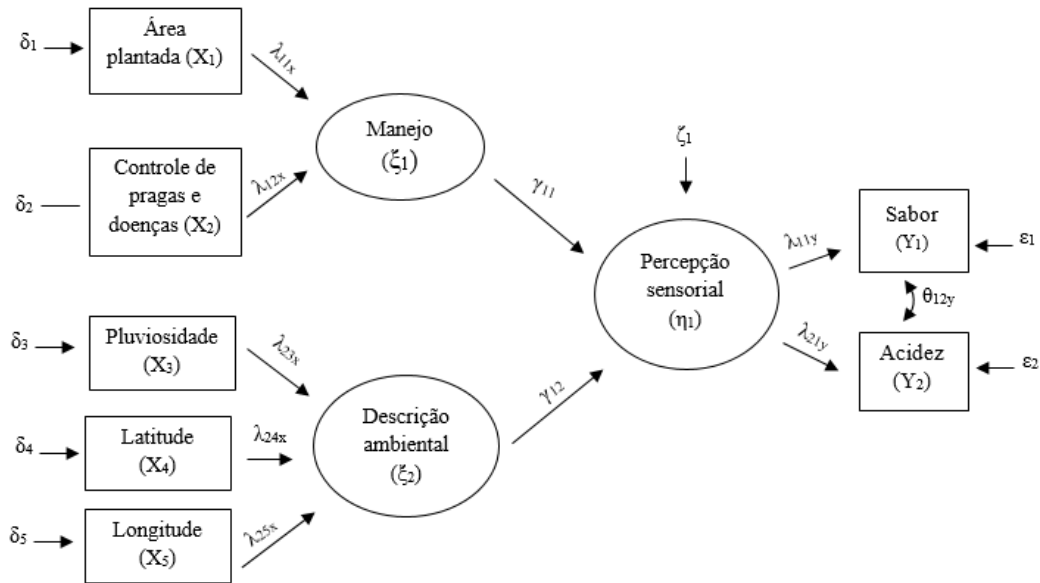 δ₁
Área
plantada (X₁)
λ₁₁ₓ
δ₂
Controle de
pragas e
doenças (X₂)
λ₁₂ₓ
Manejo
(ξ₁)
γ₁₁
δ₃
Pluviosidade
(X₃)
λ₂₃ₓ
δ₄
Latitude
(X₄)
λ₂₄ₓ
δ₅
Longitude
(X₅)
λ₂₅ₓ
Descrição
ambiental
(ξ₂)
γ₁₂
ζ₁
Percepção
sensorial
(η₁)
λ₁₁y
Sabor
(Y₁)
ε₁
θ₁₂y
λ₂₁y
Acidez
(Y₂)
ε₂